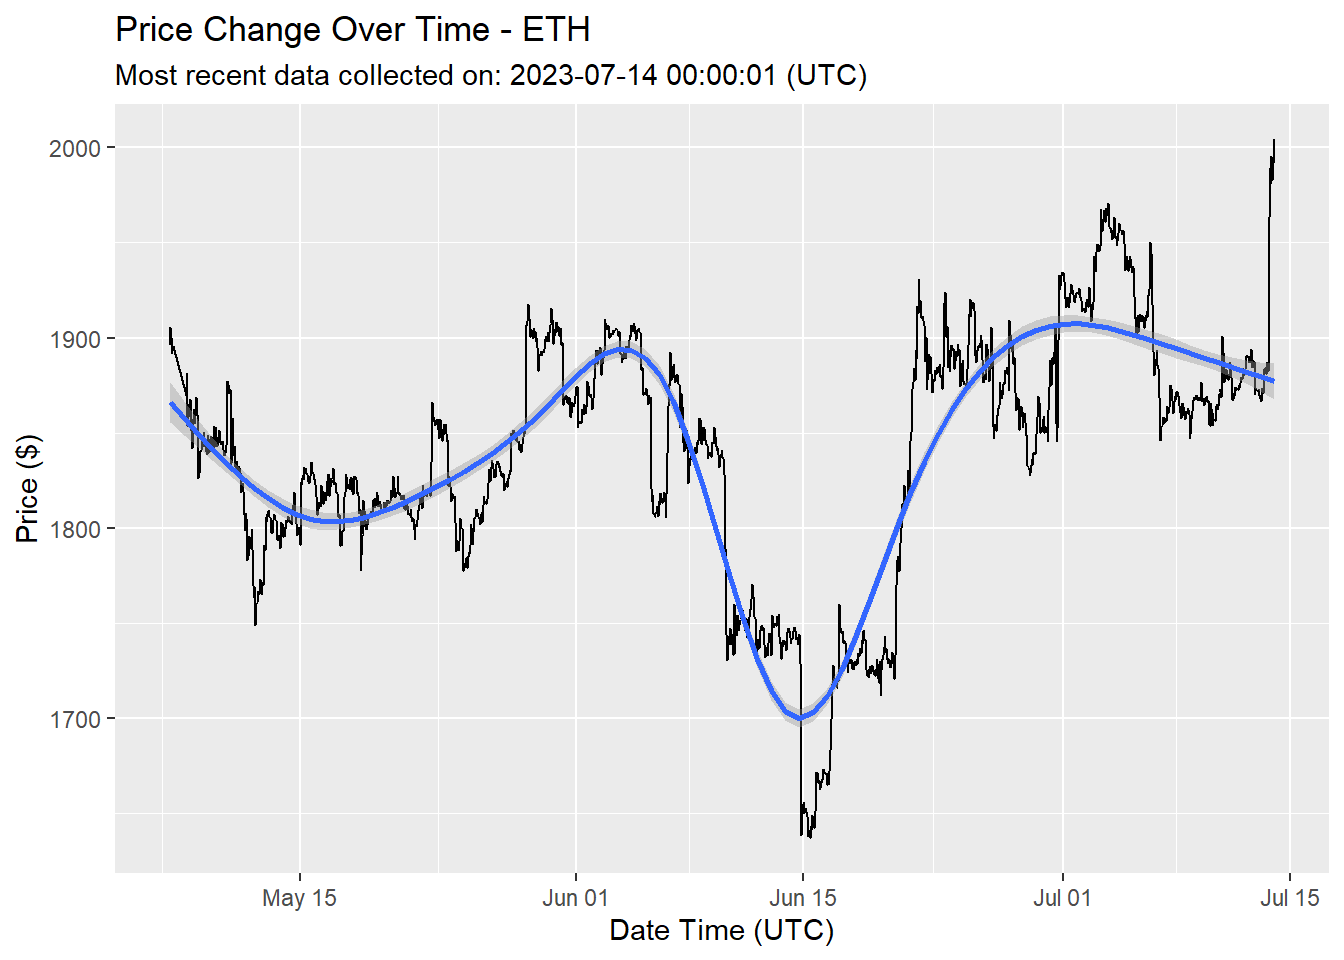 Price Change Over Time - ETH
Most recent data collected on: 2023-07-14 00:00:01 (UTC)
Price ($)
2000
1900
1800
1700
May 15
Jun 01
Jun 15
Jul 01
Jul 15
Date Time (UTC)